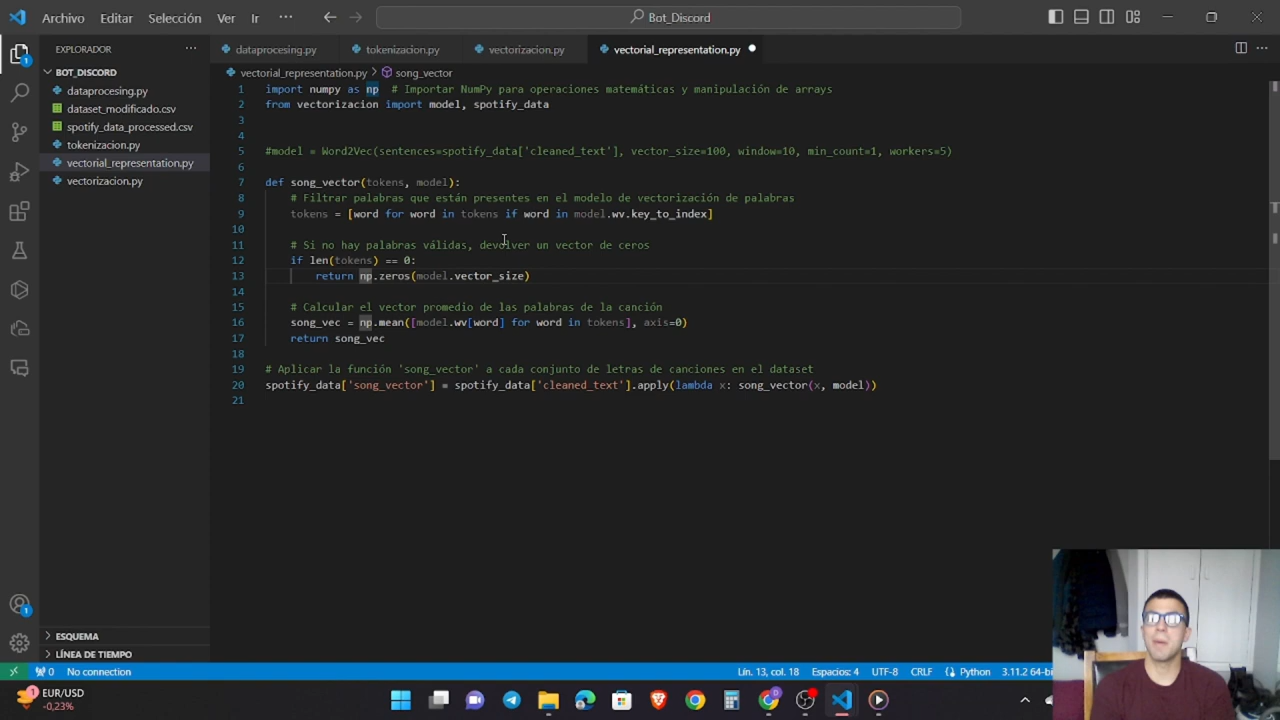 Archivo Editar Selección Ver Ir ··· Bot_Discord
EXPLORADOR ···
dataprocesing.py tokenizacion.py vectorizacion.py vectorial_representation.py
BOT_DISCORD
dataprocesing.py
dataset_modificado.csv
spotify_data_processed.csv
tokenizacion.py
vectorial_representation.py
vectorizacion.py
vectorial_representation.py > song_vector
1 import numpy as np # Importar NumPy para operaciones matemáticas y manipulación de arrays
2 from vectorizacion import model, spotify_data
3
4
5 #model = Word2Vec(sentences=spotify_data['cleaned_text'], vector_size=100, window=10, min_count=1, workers=5)
6
7 def song_vector(tokens, model):
8 # Filtrar palabras que están presentes en el modelo de vectorización de palabras
9 tokens = [word for word in tokens if word in model.wv.key_to_index]
10
11 # Si no hay palabras válidas, devolver un vector de ceros
12 if len(tokens) == 0:
13 return np.zeros(model.vector_size)
14
15 # Calcular el vector promedio de las palabras de la canción
16 song_vec = np.mean([model.wv[word] for word in tokens], axis=0)
17 return song_vec
18
19 # Aplicar la función 'song_vector' a cada conjunto de letras de canciones en el dataset
20 spotify_data['song_vector'] = spotify_data['cleaned_text'].apply(lambda x: song_vector(x, model))
21
1
1
ESQUEMA
LÍNEA DE TIEMPO
0 No connection Lín. 13, col. 18 Espacios: 4 UTF-8 CRLF Python 3.11.2 64-bi
1 EUR/USD
-0,23%